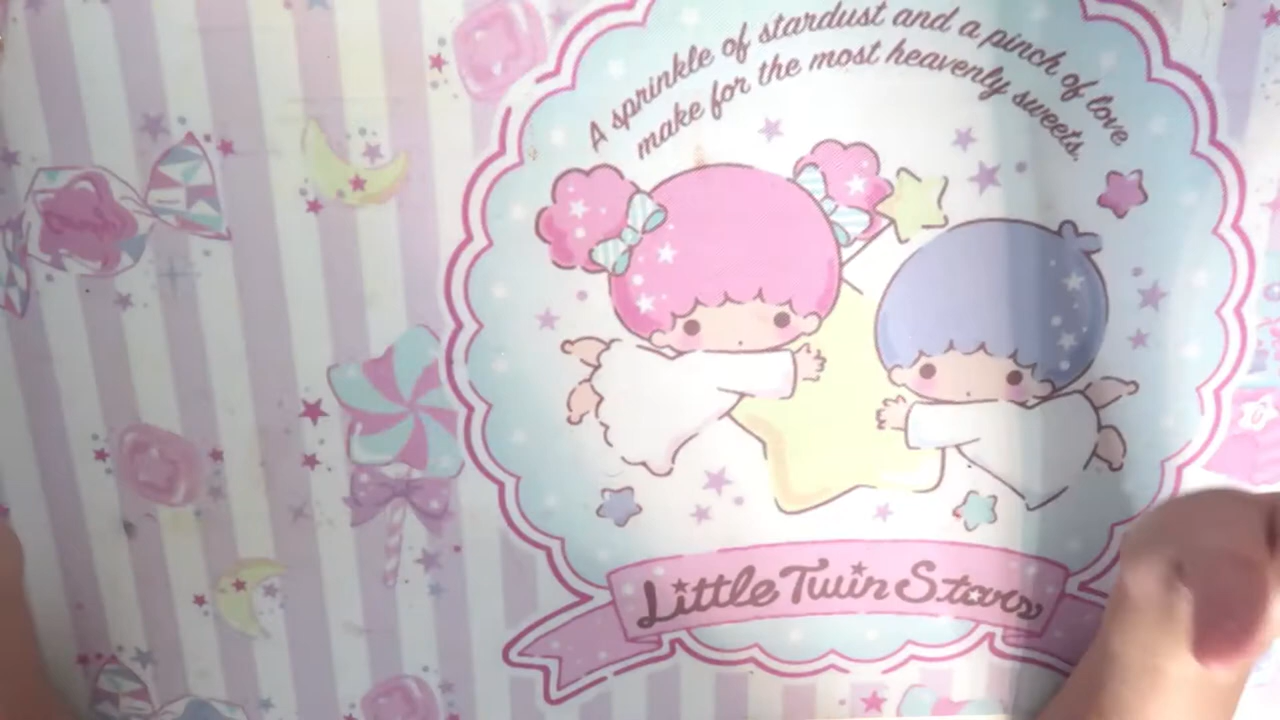 A sprinkle of stardust and a pinch of love
make for the most heavenly sweets.
Little Twin Stars